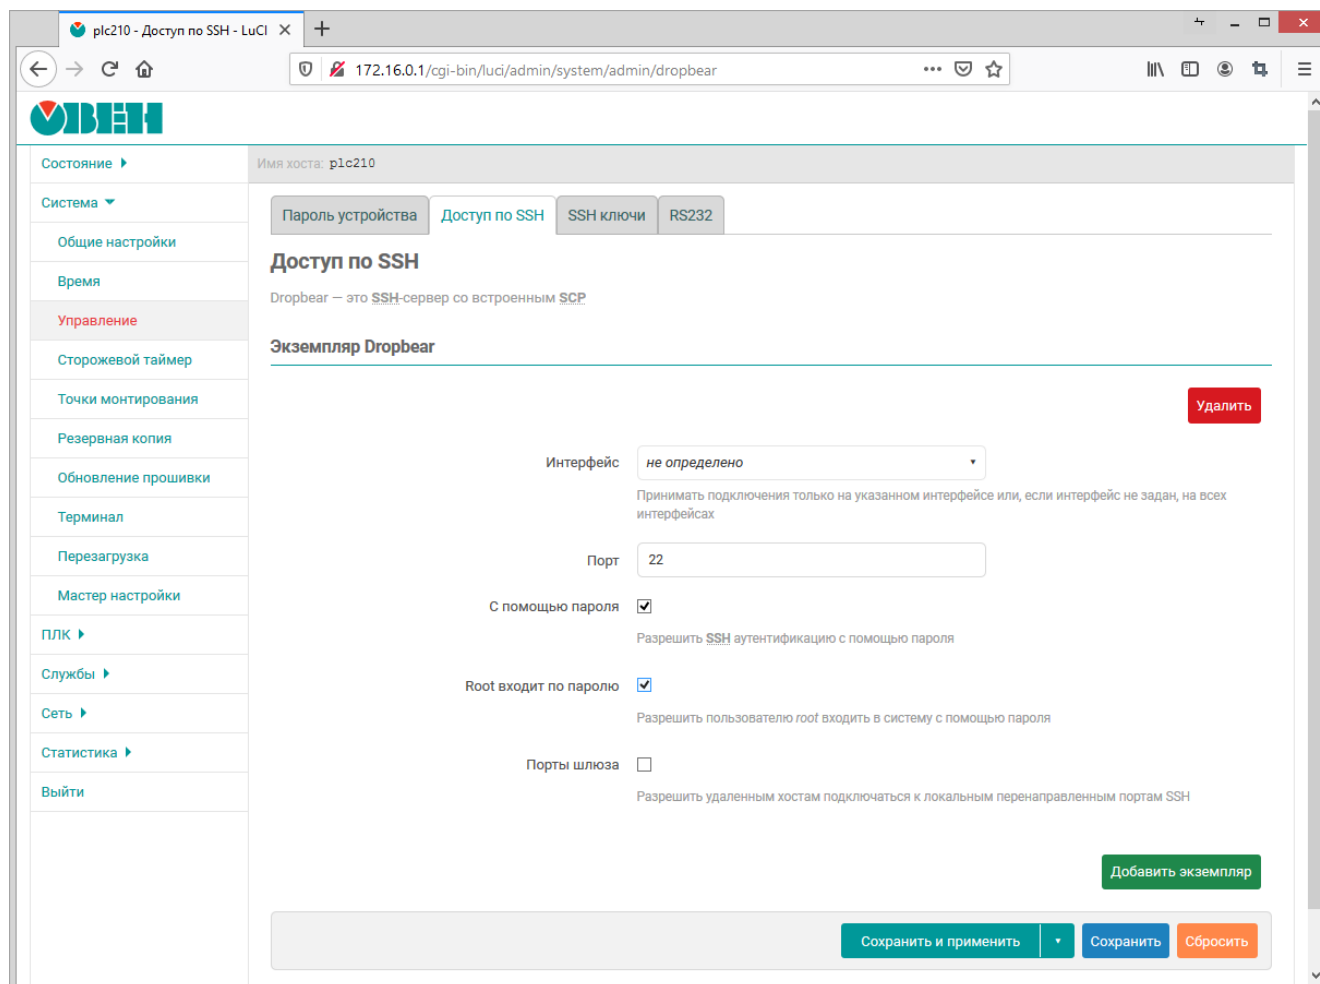 plc210 - Доступ по SSH - LuCI
172.16.0.1/cgi-bin/luci/admin/system/admin/dropbear
ОВЕН
Состояние
Имя хоста: plc210
Система
Общие настройки
Время
Управление
Сторожевой таймер
Точки монтирования
Резервная копия
Обновление прошивки
Терминал
Перезагрузка
Мастер настройки
ПЛК
Службы
Сеть
Статистика
Выйти
Пароль устройства
Доступ по SSH
SSH ключи
RS232
Доступ по SSH
Dropbear — это SSH-сервер со встроенным SCP
Экземпляр Dropbear
Удалить
Интерфейс
не определено
Принимать подключения только на указанном интерфейсе или, если интерфейс не задан, на всех
интерфейсах
Порт
22
С помощью пароля
Разрешить SSH аутентификацию с помощью пароля
Root входит по паролю
Разрешить пользователю root входить в систему с помощью пароля
Порты шлюза
Разрешить удаленным хостам подключаться к локальным перенаправленным портам SSH
Добавить экземпляр
Сохранить и применить
Сохранить
Сбросить